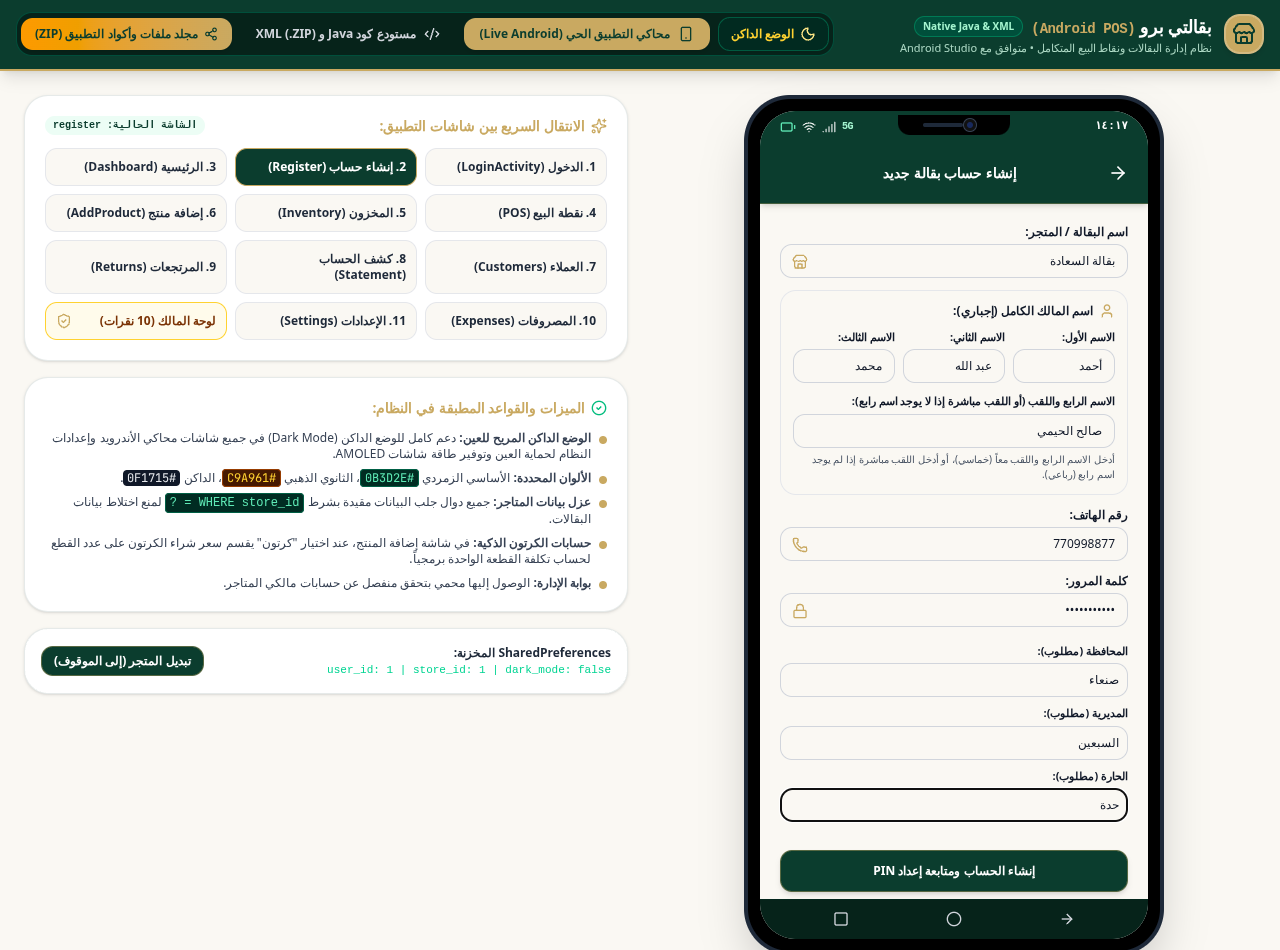 بقالتي برو (Android POS) Native Java & XML
نظام إدارة البقالات ونقاط البيع المتكامل • متوافق مع Android Studio
الوضع الداكن
محاكي التطبيق الحي (Live Android)
مستودع كود Java و XML (.ZIP)
مجلد ملفات وأكواد التطبيق (ZIP)
١٤:١٧
5G
إنشاء حساب بقالة جديد
اسم البقالة / المتجر:
بقالة السعادة
اسم المالك الكامل (إجباري):
الاسم الأول: الاسم الثاني: الاسم الثالث:
أحمد عبد الله محمد
الاسم الرابع واللقب (أو اللقب مباشرة إذا لا يوجد اسم رابع):
صالح الحيمي
أدخل الاسم الرابع واللقب معاً (خماسي)، أو أدخل اللقب مباشرة إذا لم يوجد
اسم رابع (رباعي).
رقم الهاتف:
770998877
كلمة المرور:
•••••••••••
المحافظة (مطلوب):
صنعاء
المديرية (مطلوب):
السبعين
الحارة (مطلوب):
حدة
إنشاء الحساب ومتابعة إعداد PIN
الانتقال السريع بين شاشات التطبيق:
الشاشة الحالية: register
1. الدخول (LoginActivity)
2. إنشاء حساب (Register)
3. الرئيسية (Dashboard)
4. نقطة البيع (POS)
5. المخزون (Inventory)
6. إضافة منتج (AddProduct)
7. العملاء (Customers)
8. كشف الحساب
(Statement)
9. المرتجعات (Returns)
10. المصروفات (Expenses)
11. الإعدادات (Settings)
لوحة المالك (10 نقرات)
الميزات والقواعد المطبقة في النظام:
الوضع الداكن المريح للعين: دعم كامل للوضع الداكن (Dark Mode) في جميع شاشات محاكي الأندرويد وإعدادات
النظام لحماية العين وتوفير طاقة شاشات AMOLED.
الألوان المحددة: الأساسي الزمردي #0B3D2E، الثانوي الذهبي #C9A961، الداكن #0F1715.
عزل بيانات المتاجر: جميع دوال جلب البيانات مقيدة بشرط WHERE store_id = ? لمنع اختلاط بيانات
البقالات.
حسابات الكرتون الذكية: في شاشة إضافة المنتج، عند اختيار "كرتون" يقسم سعر شراء الكرتون على عدد القطع
لحساب تكلفة القطعة الواحدة برمجياً.
بوابة الإدارة: الوصول إليها محمي بتحقق منفصل عن حسابات مالكي المتاجر.
SharedPreferences المخزنة:
user_id: 1 | store_id: 1 | dark_mode: false
تبديل المتجر (إلى الموقوف)